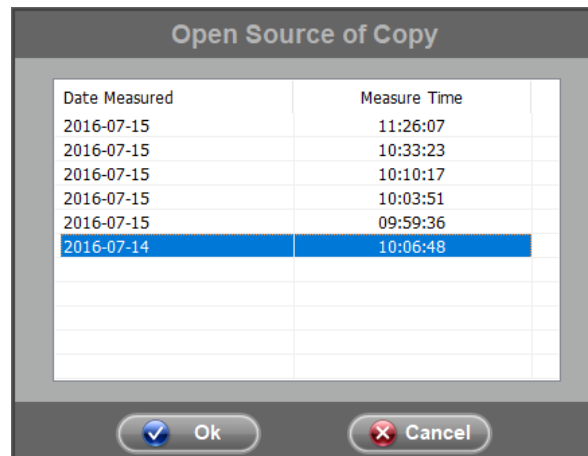 Open Source of Copy
Date Measured Measure Time
2016-07-15 11:26:07
2016-07-15 10:33:23
2016-07-15 10:10:17
2016-07-15 10:03:51
2016-07-15 09:59:36
2016-07-14 10:06:48
Ok Cancel